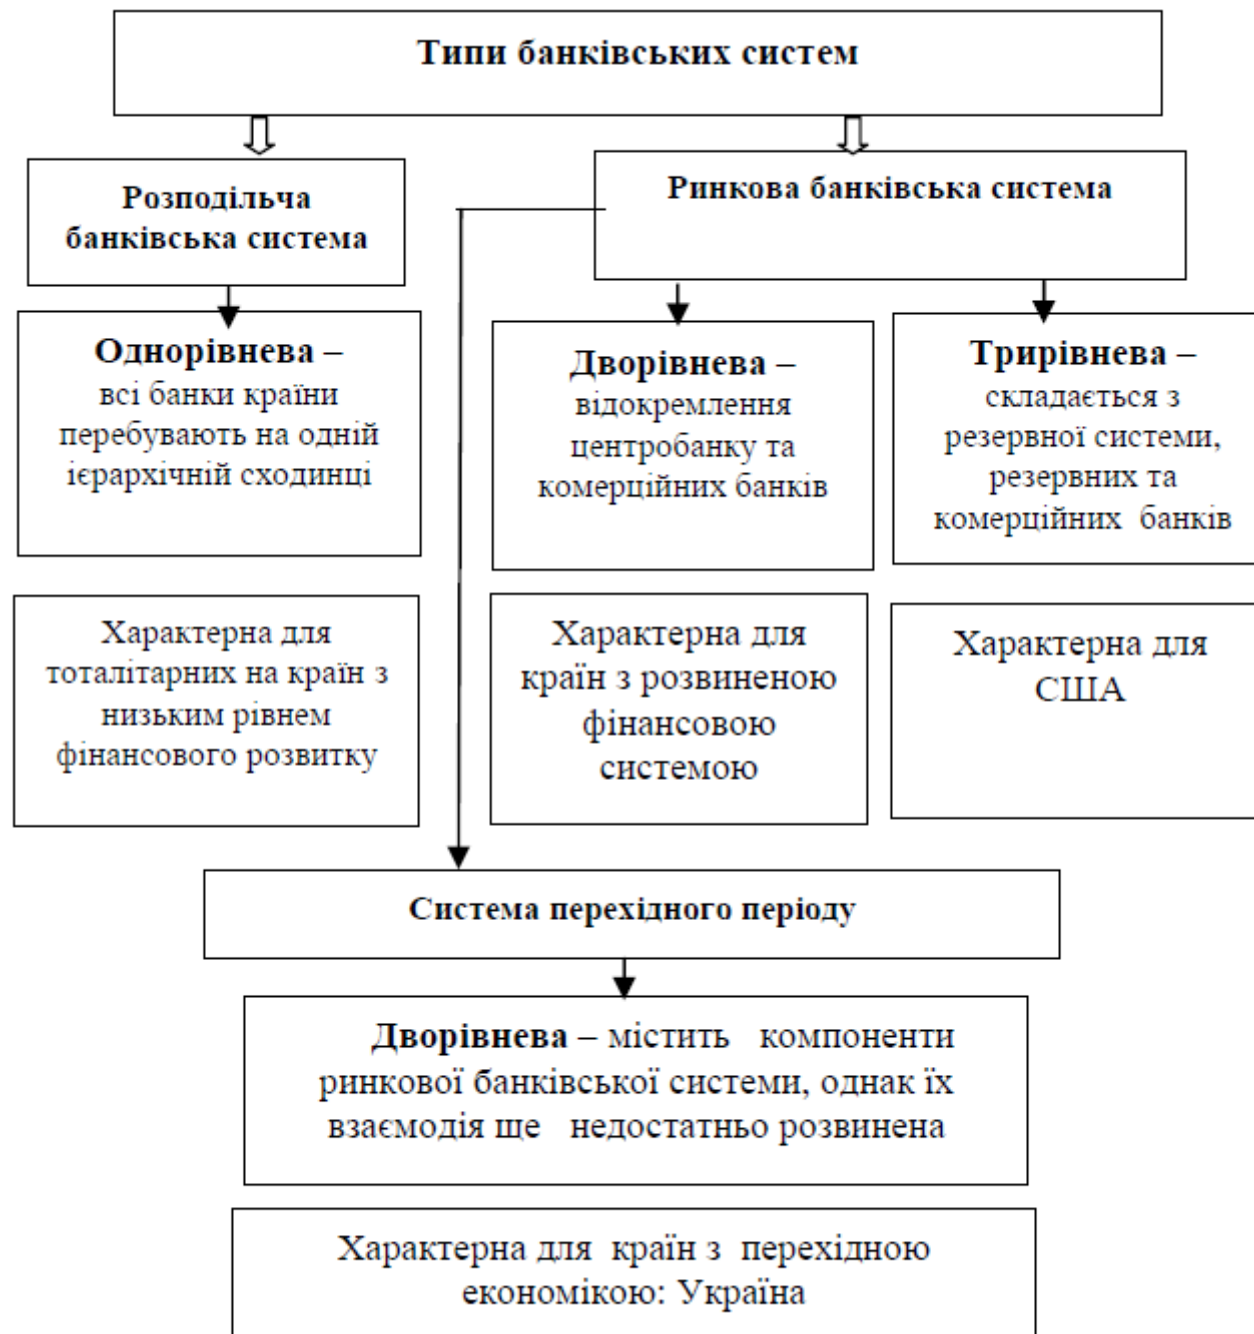 Типи банківських систем
Розподільча
банківська система
Ринкова банківська система
Однорівнева –
всі банки країни
перебувають на одній
ієрархічній сходинці
Дворівнева –
відокремлення
центробанку та
комерційних банків
Трирівнева –
складається з
резервної системи,
резервних та
комерційних банків
Характерна для
тоталітарних на країн з
низьким рівнем
фінансового розвитку
Характерна для
країн з розвиненою
фінансовою
системою
Характерна для
США
Система перехідного періоду
Дворівнева – містить компоненти
ринкової банківської системи, однак їх
взаємодія ще недостатньо розвинена
Характерна для країн з перехідною
економікою: Україна